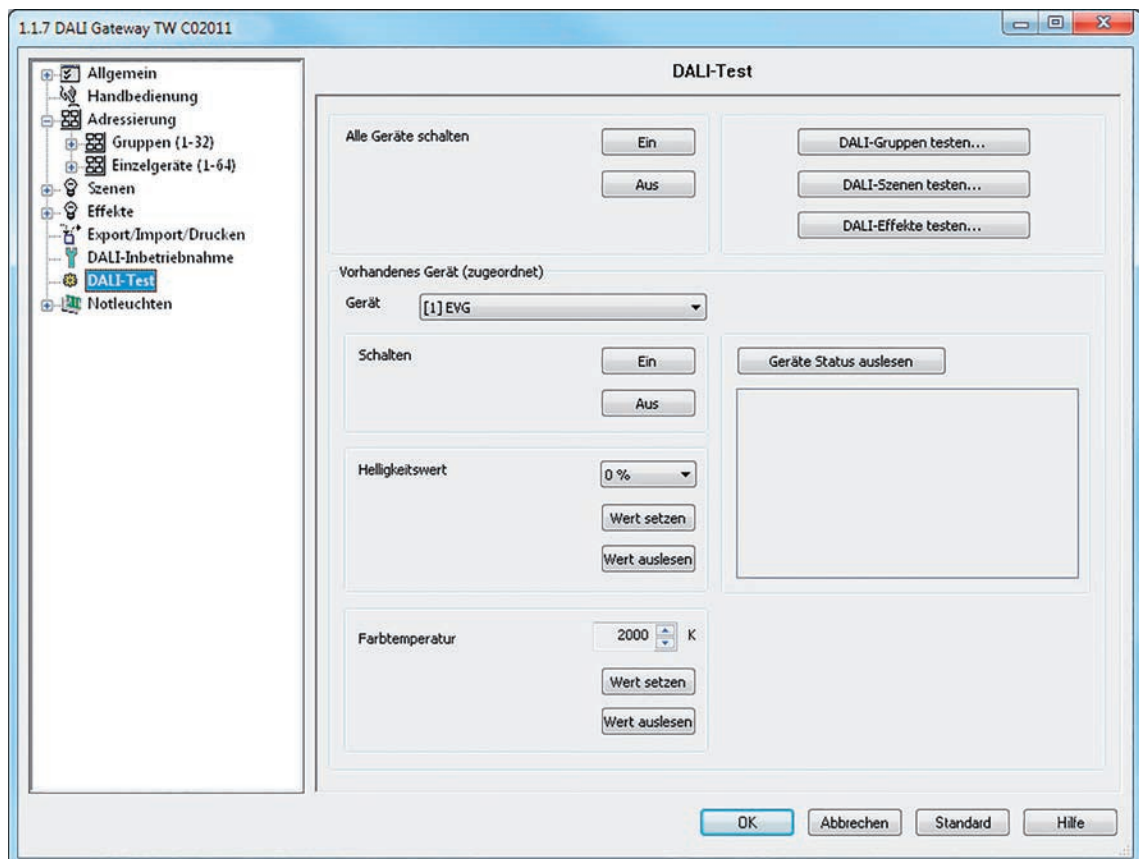 1.1.7 DALI Gateway TW C02011
Allgemein
Handbedienung
Adressierung
Gruppen (1-32)
Einzelgeräte (1-64)
Szenen
Effekte
Export/Import/Drucken
DALI-Inbetriebnahme
DALI-Test
Notleuchten
DALI-Test
Alle Geräte schalten
Ein
Aus
DALI-Gruppen testen...
DALI-Szenen testen...
DALI-Effekte testen...
Vorhandenes Gerät (zugeordnet)
Gerät
[1] EVG
Schalten
Ein
Aus
Geräte Status auslesen
Helligkeitswert
0 %
Wert setzen
Wert auslesen
Farbtemperatur
2000 K
Wert setzen
Wert auslesen
OK
Abbrechen
Standard
Hilfe